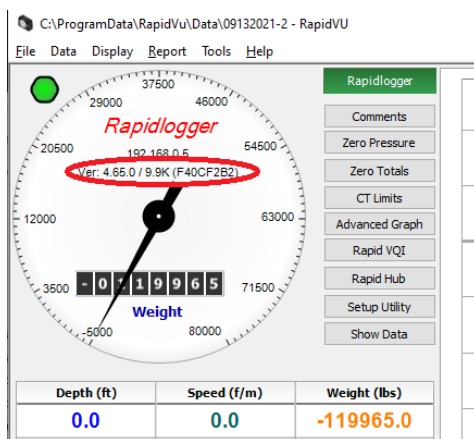 C:\ProgramData\RapidVu\Data\09132021-2 - RapidVU
File Data Display Report Tools Help
Rapidlogger
Comments
Zero Pressure
Zero Totals
CT Limits
Advanced Graph
Rapid VQI
Rapid Hub
Setup Utility
Show Data
37500
29000 46000
Rapidlogger
20500 192.168.0.5 54500
Ver: 4.65.0 / 9.9K (F40CF2B2)
12000 63000
3500 71500
Weight
-5000 80000
Depth (ft) Speed (f/m) Weight (lbs)
0.0 0.0 -119965.0